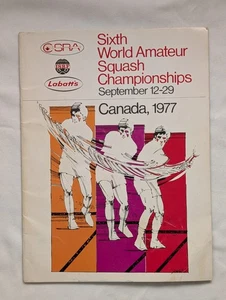 CSRA
Labatt's
Sixth
World Amateur
Squash
Championships
September 12-29
Canada, 1977